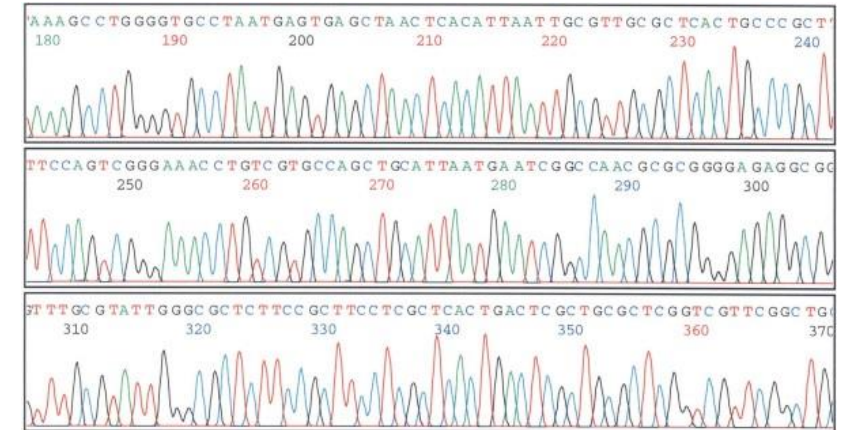 AAAGCCTGGGGTGCCTAATGAGTGAGCTAACTCACATTAATTGCGTTGCGCTCACTGCCCGCTT
180 190 200 210 220 230 240
TTCCAGTCGGGAAACCTGTCGTGCCAGCTGCATTAATGAATCGGCCAACGCGCGGGGAGAGGCGG
250 260 270 280 290 300
GTTTGCGTATTGGGCGCTCTTCCGCTTCCTCGCTCACTGACTCGCTGCGCTCGGTCGTTCGGCTG
310 320 330 340 350 360 370